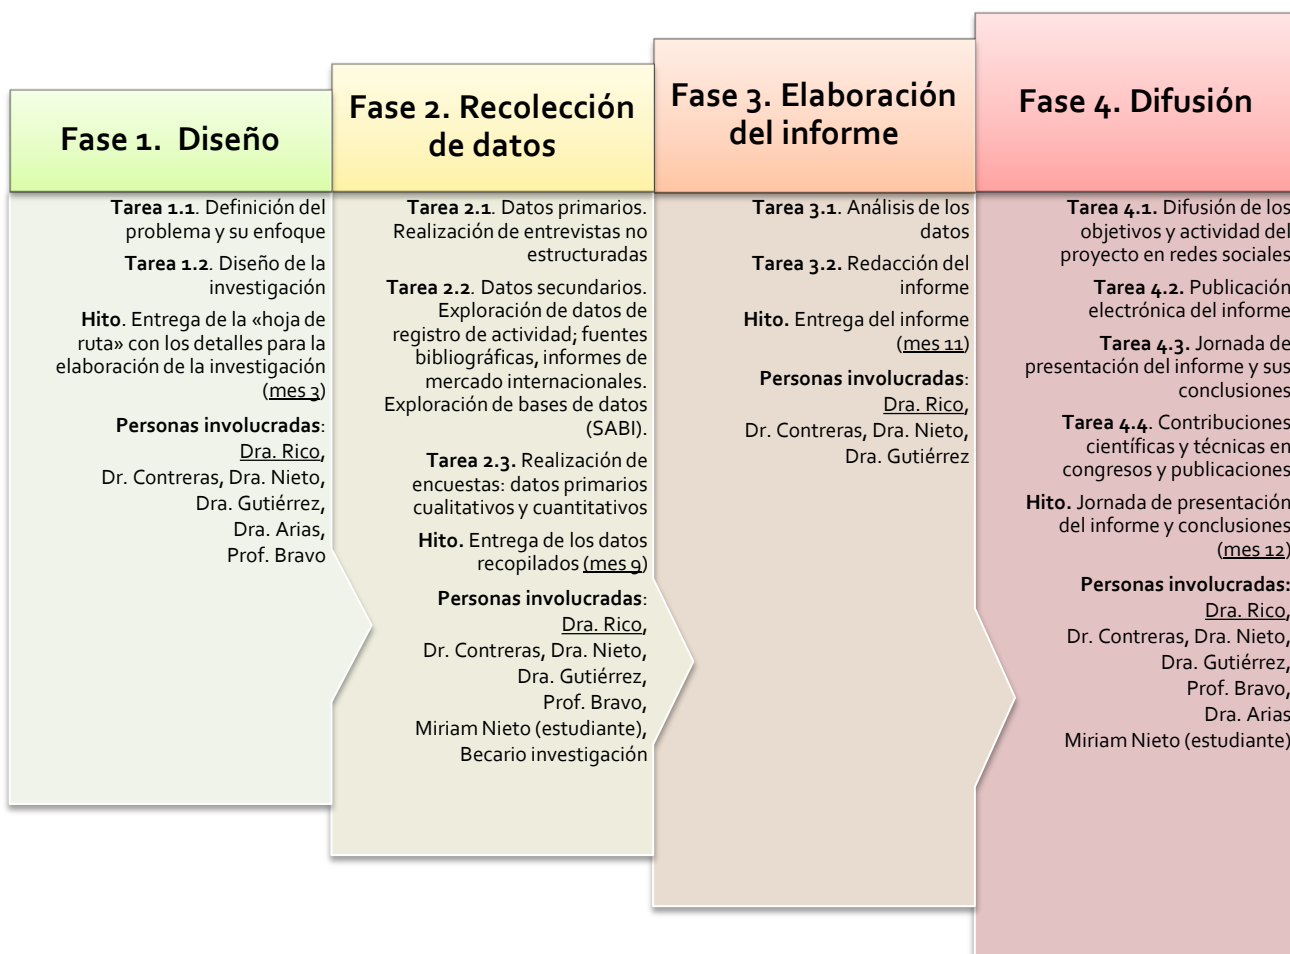 Fase 1.  Diseño
Tarea 1.1. Definición del
problema y su enfoque
Tarea 1.2. Diseño de la
investigación
Hito. Entrega de la «hoja de
ruta» con los detalles para la
elaboración de la investigación
(mes 3)
Personas involucradas:
Dra. Rico,
Dr. Contreras, Dra. Nieto,
Dra. Gutiérrez,
Dra. Arias,
Prof. Bravo
Fase 2. Recolección
de datos
Tarea 2.1. Datos primarios.
Realización de entrevistas no
estructuradas
Tarea 2.2. Datos secundarios.
Exploración de datos de
registro de actividad; fuentes
bibliográficas, informes de
mercado internacionales.
Exploración de bases de datos
(SABI).
Tarea 2.3. Realización de
encuestas: datos primarios
cualitativos y cuantitativos
Hito. Entrega de los datos
recopilados (mes 9)
Personas involucradas:
Dra. Rico,
Dr. Contreras, Dra. Nieto,
Dra. Gutiérrez,
Prof. Bravo,
Miriam Nieto (estudiante),
Becario investigación
Fase 3. Elaboración
del informe
Tarea 3.1. Análisis de los
datos
Tarea 3.2. Redacción del
informe
Hito. Entrega del informe
(mes 11)
Personas involucradas:
Dra. Rico,
Dr. Contreras, Dra. Nieto,
Dra. Gutiérrez
Fase 4. Difusión
Tarea 4.1. Difusión de los
objetivos y actividad del
proyecto en redes sociales
Tarea 4.2. Publicación
electrónica del informe
Tarea 4.3. Jornada de
presentación del informe y sus
conclusiones
Tarea 4.4. Contribuciones
científicas y técnicas en
congresos y publicaciones
Hito. Jornada de presentación
del informe y conclusiones
(mes 12)
Personas involucradas:
Dra. Rico,
Dr. Contreras, Dra. Nieto,
Dra. Gutiérrez,
Prof. Bravo,
Dra. Arias
Miriam Nieto (estudiante)